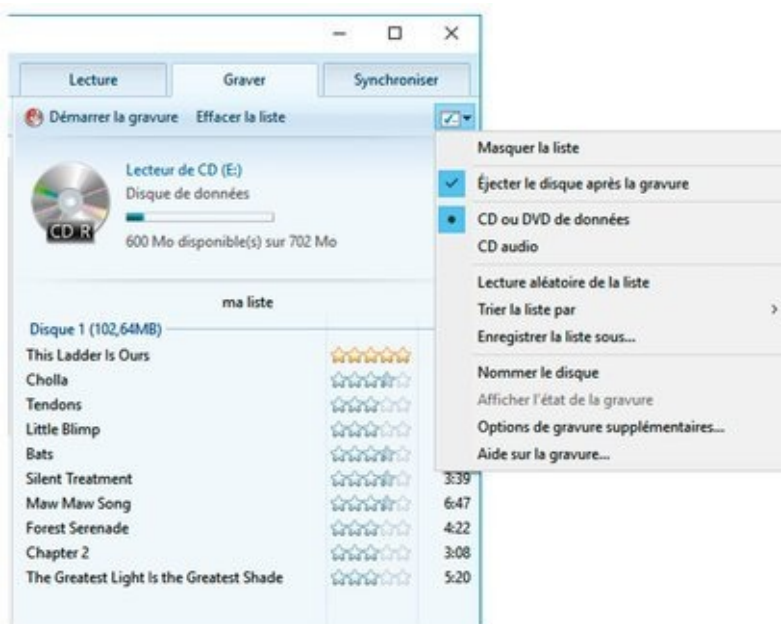 Lecture Graver Synchroniser
Démarrer la gravure Effacer la liste
Lecteur de CD (E:)
Disque de données
CD R
600 Mo disponible(s) sur 702 Mo
ma liste
Disque 1 (102,64MB)
This Ladder Is Ours
Cholla
Tendons
Little Blimp
Bats
Silent Treatment 3:39
Maw Maw Song 6:47
Forest Serenade 4:22
Chapter 2 3:08
The Greatest Light Is the Greatest Shade 5:20
Masquer la liste
Éjecter le disque après la gravure
CD ou DVD de données
CD audio
Lecture aléatoire de la liste
Trier la liste par
Enregistrer la liste sous...
Nommer le disque
Afficher l'état de la gravure
Options de gravure supplémentaires...
Aide sur la gravure...